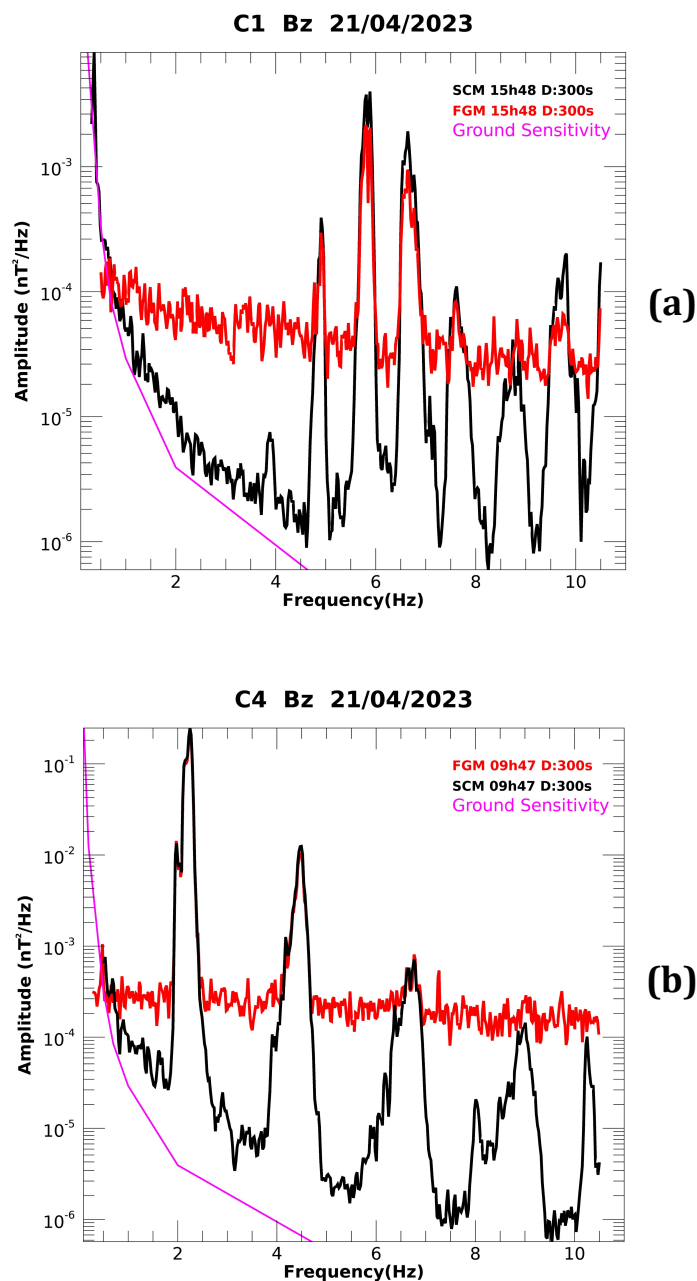 C1 Bz 21/04/2023
SCM 15h48 D:300s
FGM 15h48 D:300s
Ground Sensitivity
Amplitude (nT²/Hz)
10⁻³
10⁻⁴
10⁻⁵
10⁻⁶
2 4 6 8 10
Frequency(Hz)
(a)
C4 Bz 21/04/2023
FGM 09h47 D:300s
SCM 09h47 D:300s
Ground Sensitivity
Amplitude (nT²/Hz)
10⁻¹
10⁻²
10⁻³
10⁻⁴
10⁻⁵
10⁻⁶
2 4 6 8 10
Frequency(Hz)
(b)